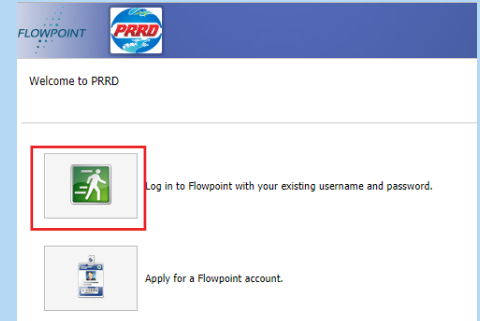 FLOWPOINT
PRRD
Welcome to PRRD
Log in to Flowpoint with your existing username and password.
Apply for a Flowpoint account.